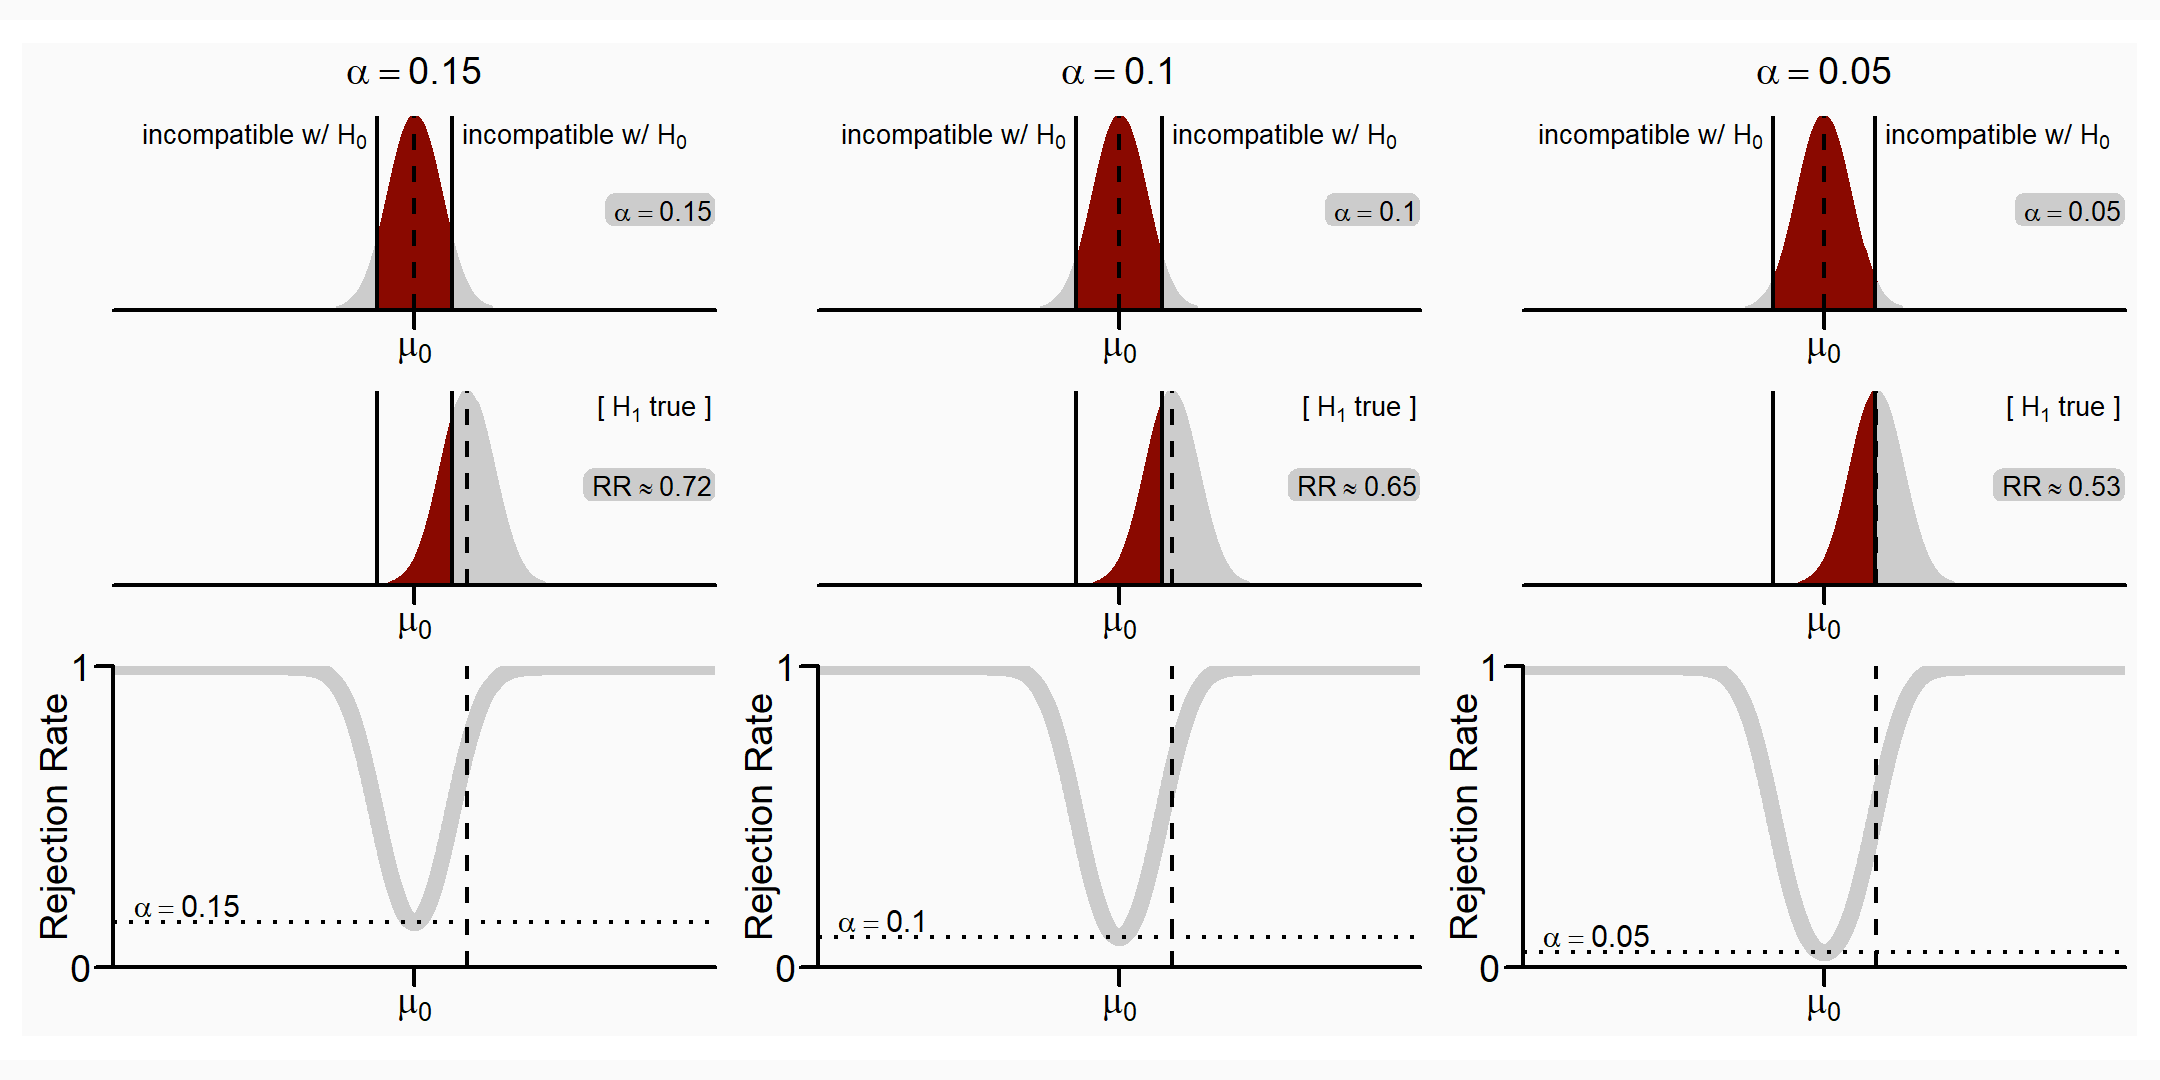 α = 0.15
incompatible w/ H₀
incompatible w/ H₀
α = 0.15
μ₀
[ H₁ true ]
RR ≈ 0.72
μ₀
1
Rejection Rate
α = 0.15
0
μ₀
α = 0.1
incompatible w/ H₀
incompatible w/ H₀
α = 0.1
μ₀
[ H₁ true ]
RR ≈ 0.65
μ₀
1
Rejection Rate
α = 0.1
0
μ₀
α = 0.05
incompatible w/ H₀
incompatible w/ H₀
α = 0.05
μ₀
[ H₁ true ]
RR ≈ 0.53
μ₀
1
Rejection Rate
α = 0.05
0
μ₀